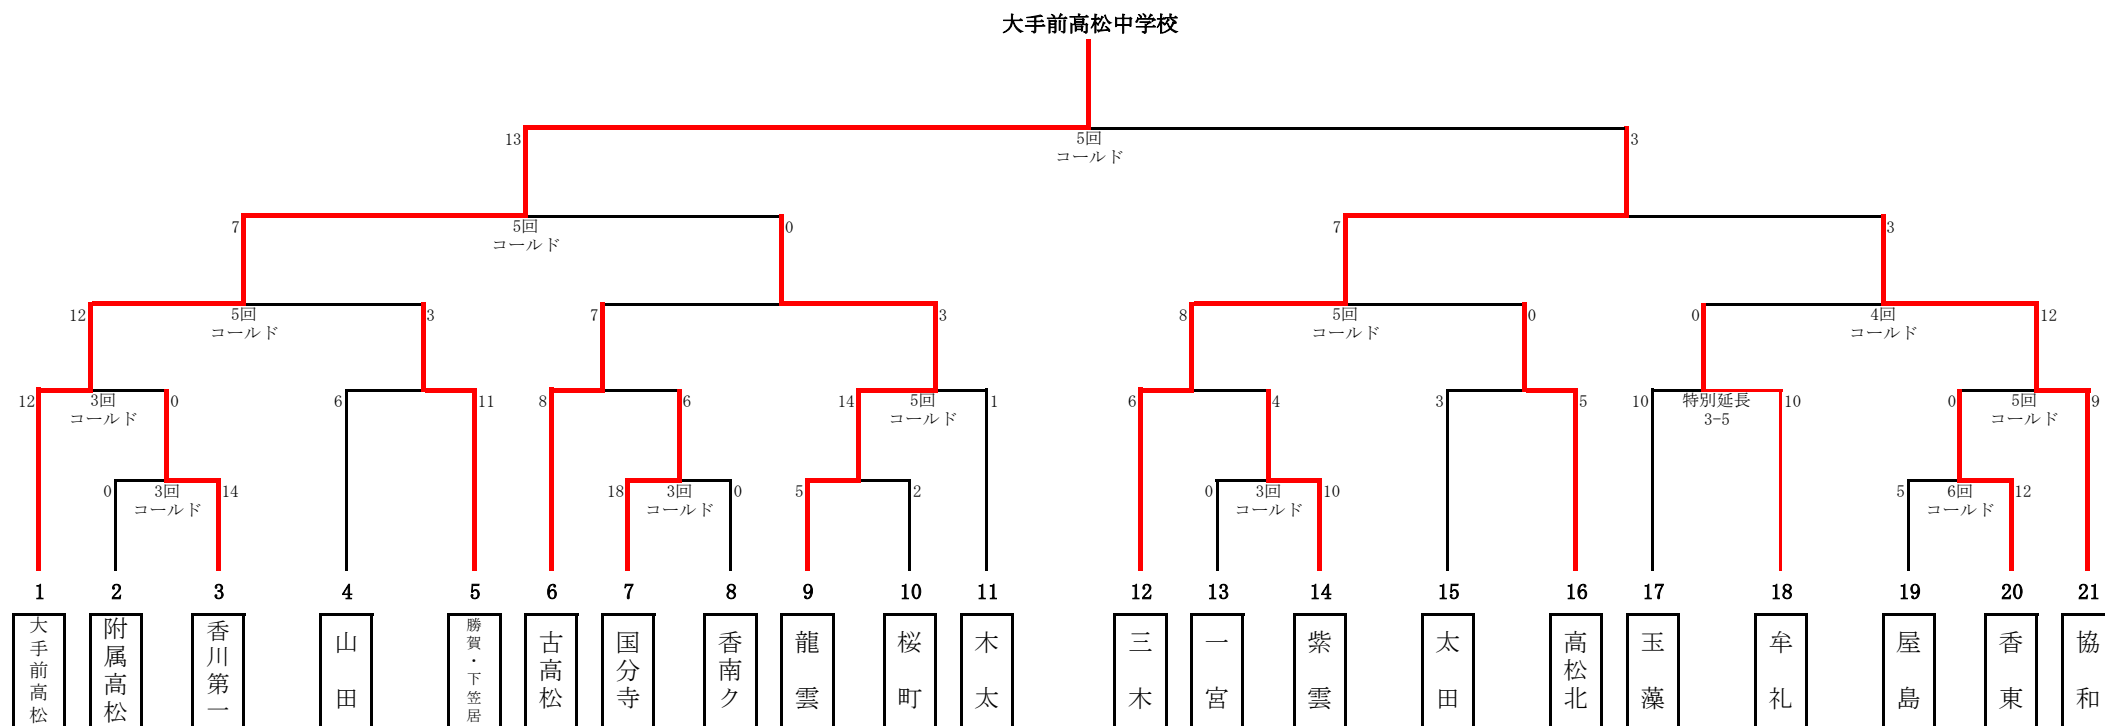 大手前高松中学校
13
5回
コールド
3
7
5回
コールド
0
7
3
12
5回
コールド
3
7
3
8
5回
コールド
0
0
4回
コールド
12
12
3回
コールド
0
6
11
8
6
14
5回
コールド
1
6
4
3
5
10
特別延長
3-5
10
0
5回
コールド
9
0
3回
コールド
14
18
3回
コールド
0
5
2
0
3回
コールド
10
5
6回
コールド
12
1 2 3 4 5 6 7 8 9 10 11 12 13 14 15 16 17 18 19 20 21
大手前高松
附属高松
香川第一
山田
勝賀・下笠居
古高松
国分寺
香南ク
龍雲
桜町
木太
三木
一宮
紫雲
太田
高松北
玉藻
牟礼
屋島
香東
協和